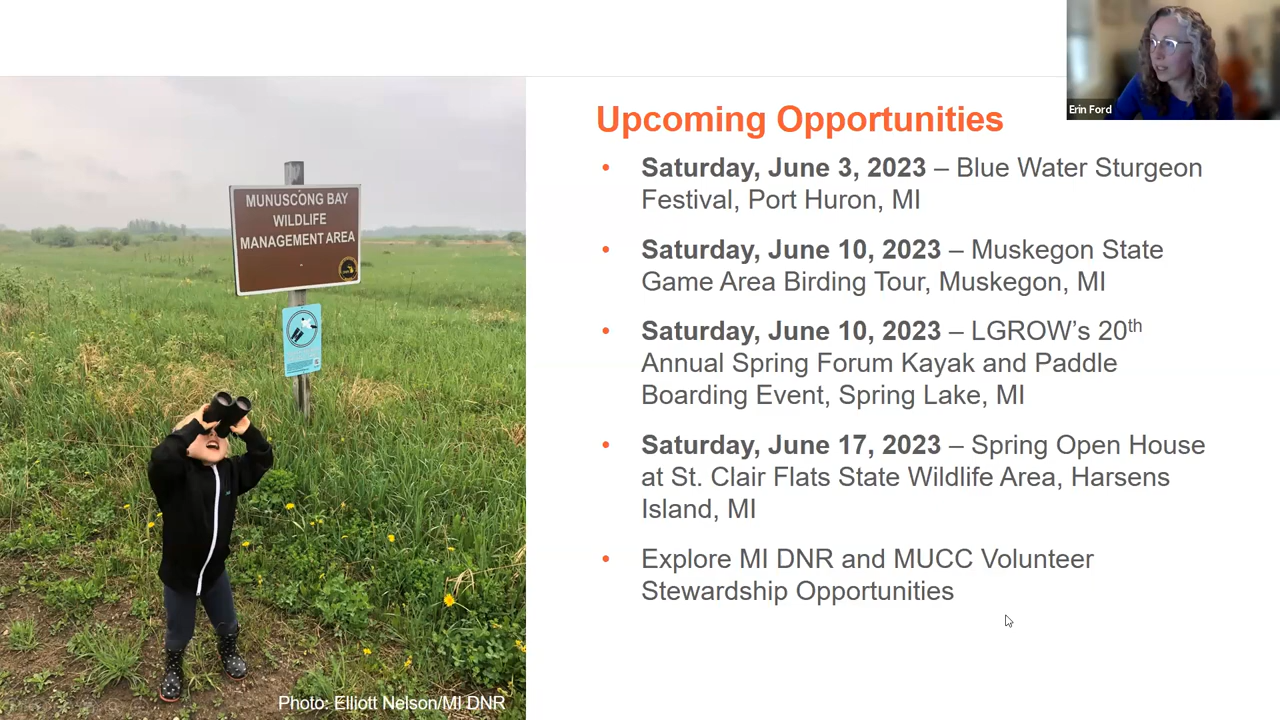 Erin Ford
MUNUSCONG BAY
WILDLIFE
MANAGEMENT AREA
Upcoming Opportunities
• Saturday, June 3, 2023 – Blue Water Sturgeon
Festival, Port Huron, MI
• Saturday, June 10, 2023 – Muskegon State
Game Area Birding Tour, Muskegon, MI
• Saturday, June 10, 2023 – LGROW’s 20th
Annual Spring Forum Kayak and Paddle
Boarding Event, Spring Lake, MI
• Saturday, June 17, 2023 – Spring Open House
at St. Clair Flats State Wildlife Area, Harsens
Island, MI
• Explore MI DNR and MUCC Volunteer
Stewardship Opportunities
Photo: Elliott Nelson/MI DNR